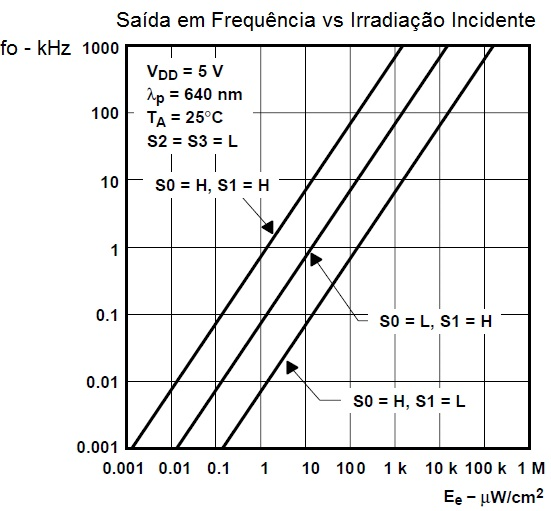 Saída em Frequência vs Irradiação Incidente
fo - kHz
1000
100
10
1
0.1
0.01
0.001
VDD = 5 V
λp = 640 nm
TA = 25°C
S2 = S3 = L
S0 = H, S1 = H
S0 = L, S1 = H
S0 = H, S1 = L
0.001 0.01 0.1 1 10 100 1 k 10 k 100 k 1 M
Ee – μW/cm2